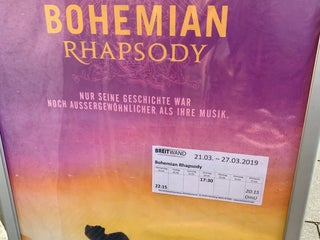 BOHEMIAN
RHAPSODY
NUR SEINE GESCHICHTE WAR
NOCH AUSSERGEWÖHNLICHER ALS IHRE MUSIK.
BREITWAND 21.03. – 27.03.2019
Bohemian Rhapsody
17:30
22:15 20:15
OmU